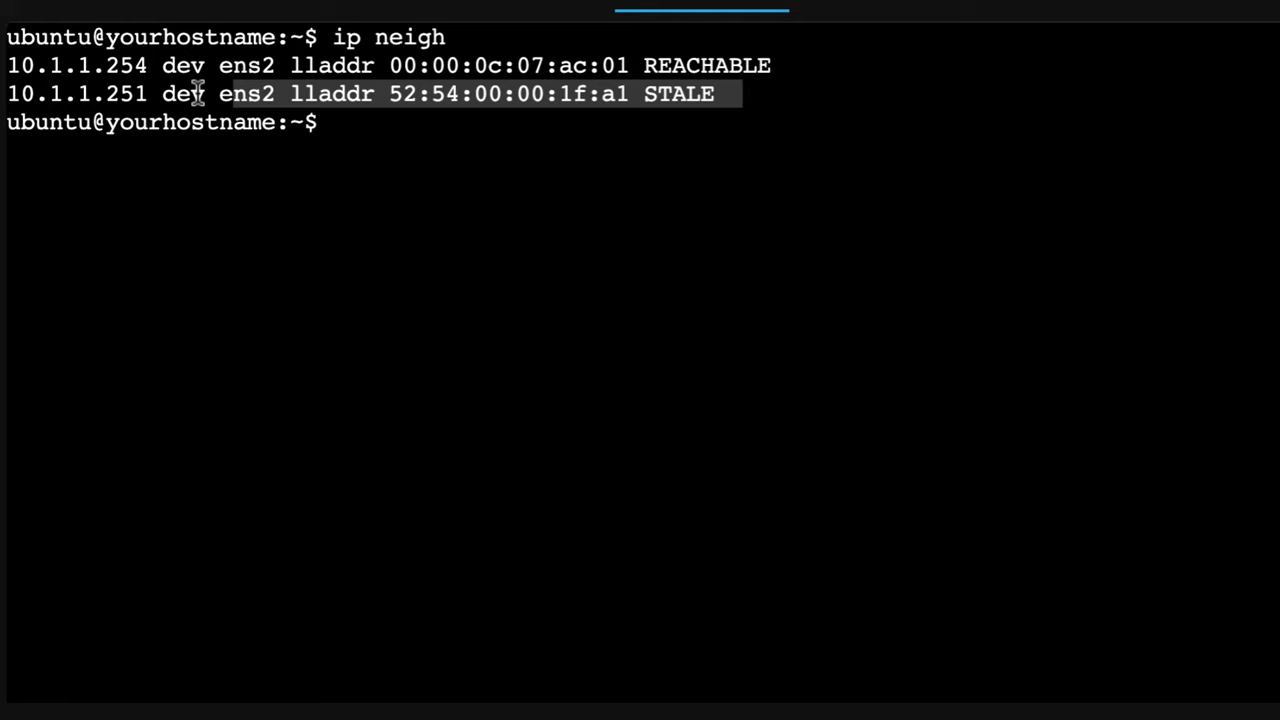 ubuntu@yourhostname:~$ ip neigh
10.1.1.254 dev ens2 lladdr 00:00:0c:07:ac:01 REACHABLE
10.1.1.251 dev ens2 lladdr 52:54:00:00:1f:a1 STALE
ubuntu@yourhostname:~$